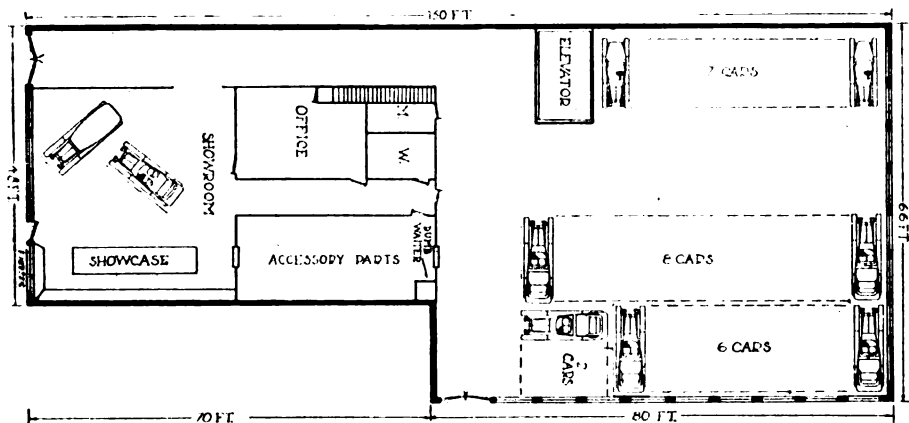 150 FT.
ELEVATOR
7 CARS
M.
OFFICE
W.
SHOWROOM
66 FT
DUMB
WAITER
SHOWCASE
ACCESSORY PARTS
8 CARS
6 CARS
2
CARS
70 FT.
80 FT.